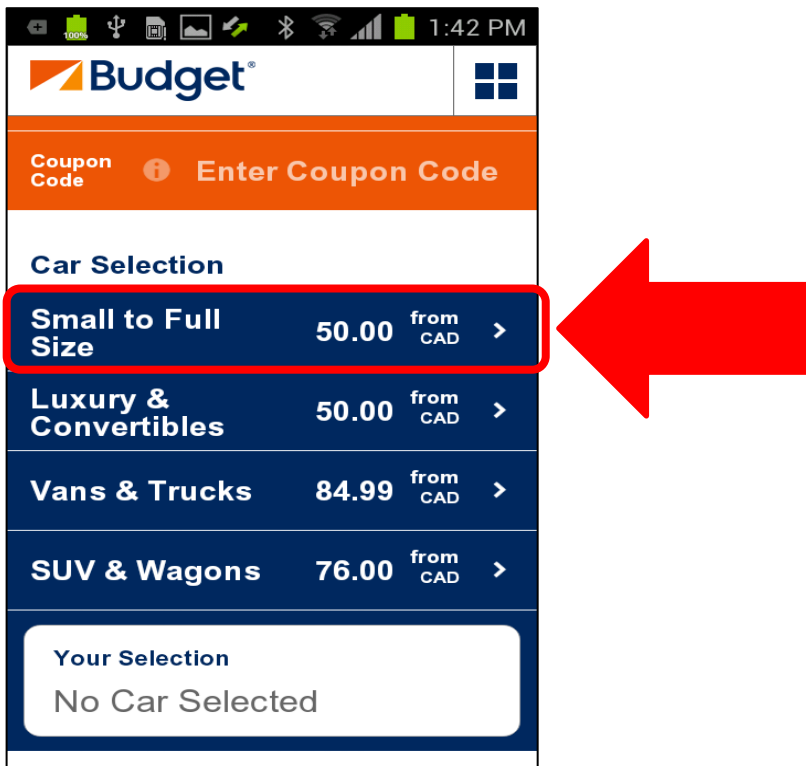 100%
1:42 PM
Budget®
Coupon
Code
Enter Coupon Code
Car Selection
Small to Full
Size
50.00 from
CAD
Luxury &
Convertibles
50.00 from
CAD
Vans & Trucks 84.99 from
CAD
SUV & Wagons 76.00 from
CAD
Your Selection
No Car Selected